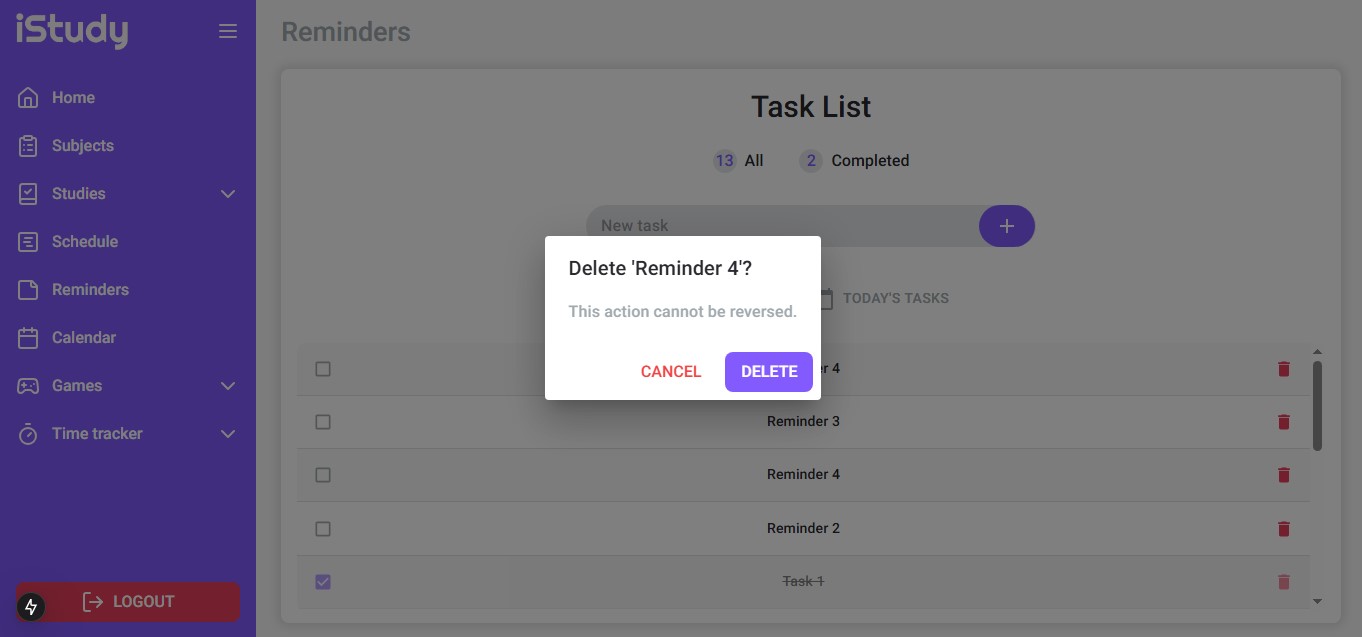 iStudy
Home
Subjects
Studies
Schedule
Reminders
Calendar
Games
Time tracker
LOGOUT
Reminders
Task List
13 All 2 Completed
New task
TODAY'S TASKS
Delete 'Reminder 4'?
This action cannot be reversed.
CANCEL DELETE
4
Reminder 3
Reminder 4
Reminder 2
Task 1